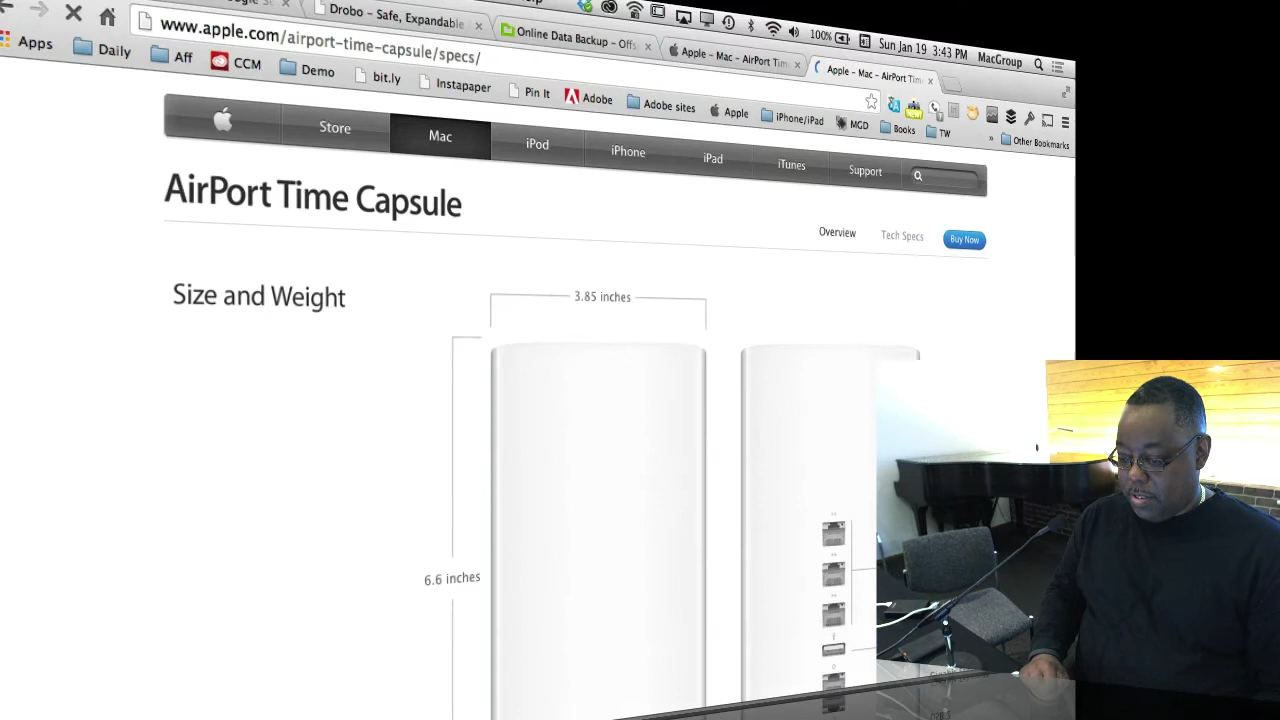 Drobo – Safe, Expandable
Online Data Backup – Offs
Apple – Mac – AirPort Tim
Apple – Mac – AirPort Tim
100%
Sun Jan 19 3:43 PM
MacGroup
www.apple.com/airport-time-capsule/specs/
Apps
Daily
Aff
CCM
Demo
bit.ly
Instapaper
Pin It
Adobe
Adobe sites
Apple
iPhone/iPad
MGD
Books
TW
»
Other Bookmarks
Store
Mac
iPod
iPhone
iPad
iTunes
Support
AirPort Time Capsule
Overview
Tech Specs
Buy Now
Size and Weight
3.85 inches
6.6 inches